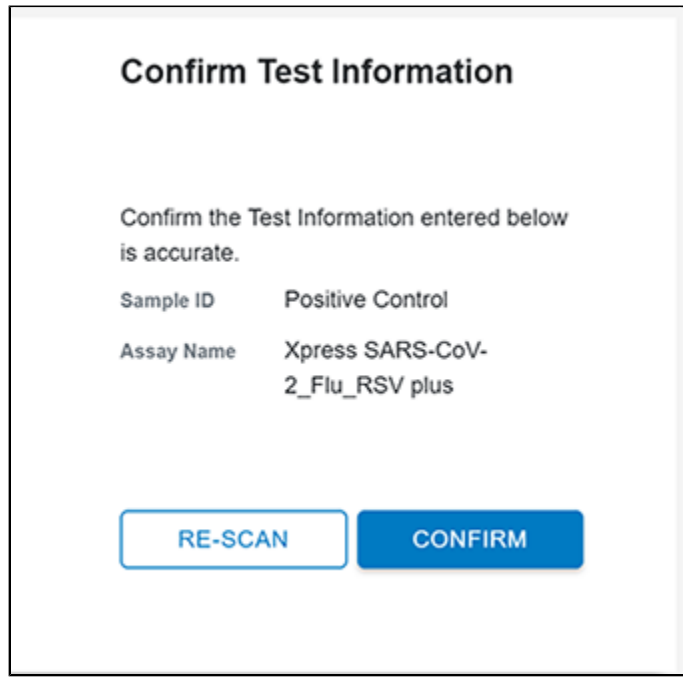 Confirm Test Information
Confirm the Test Information entered below
is accurate.
Sample ID Positive Control
Assay Name Xpress SARS-CoV-
2_Flu_RSV plus
RE-SCAN CONFIRM